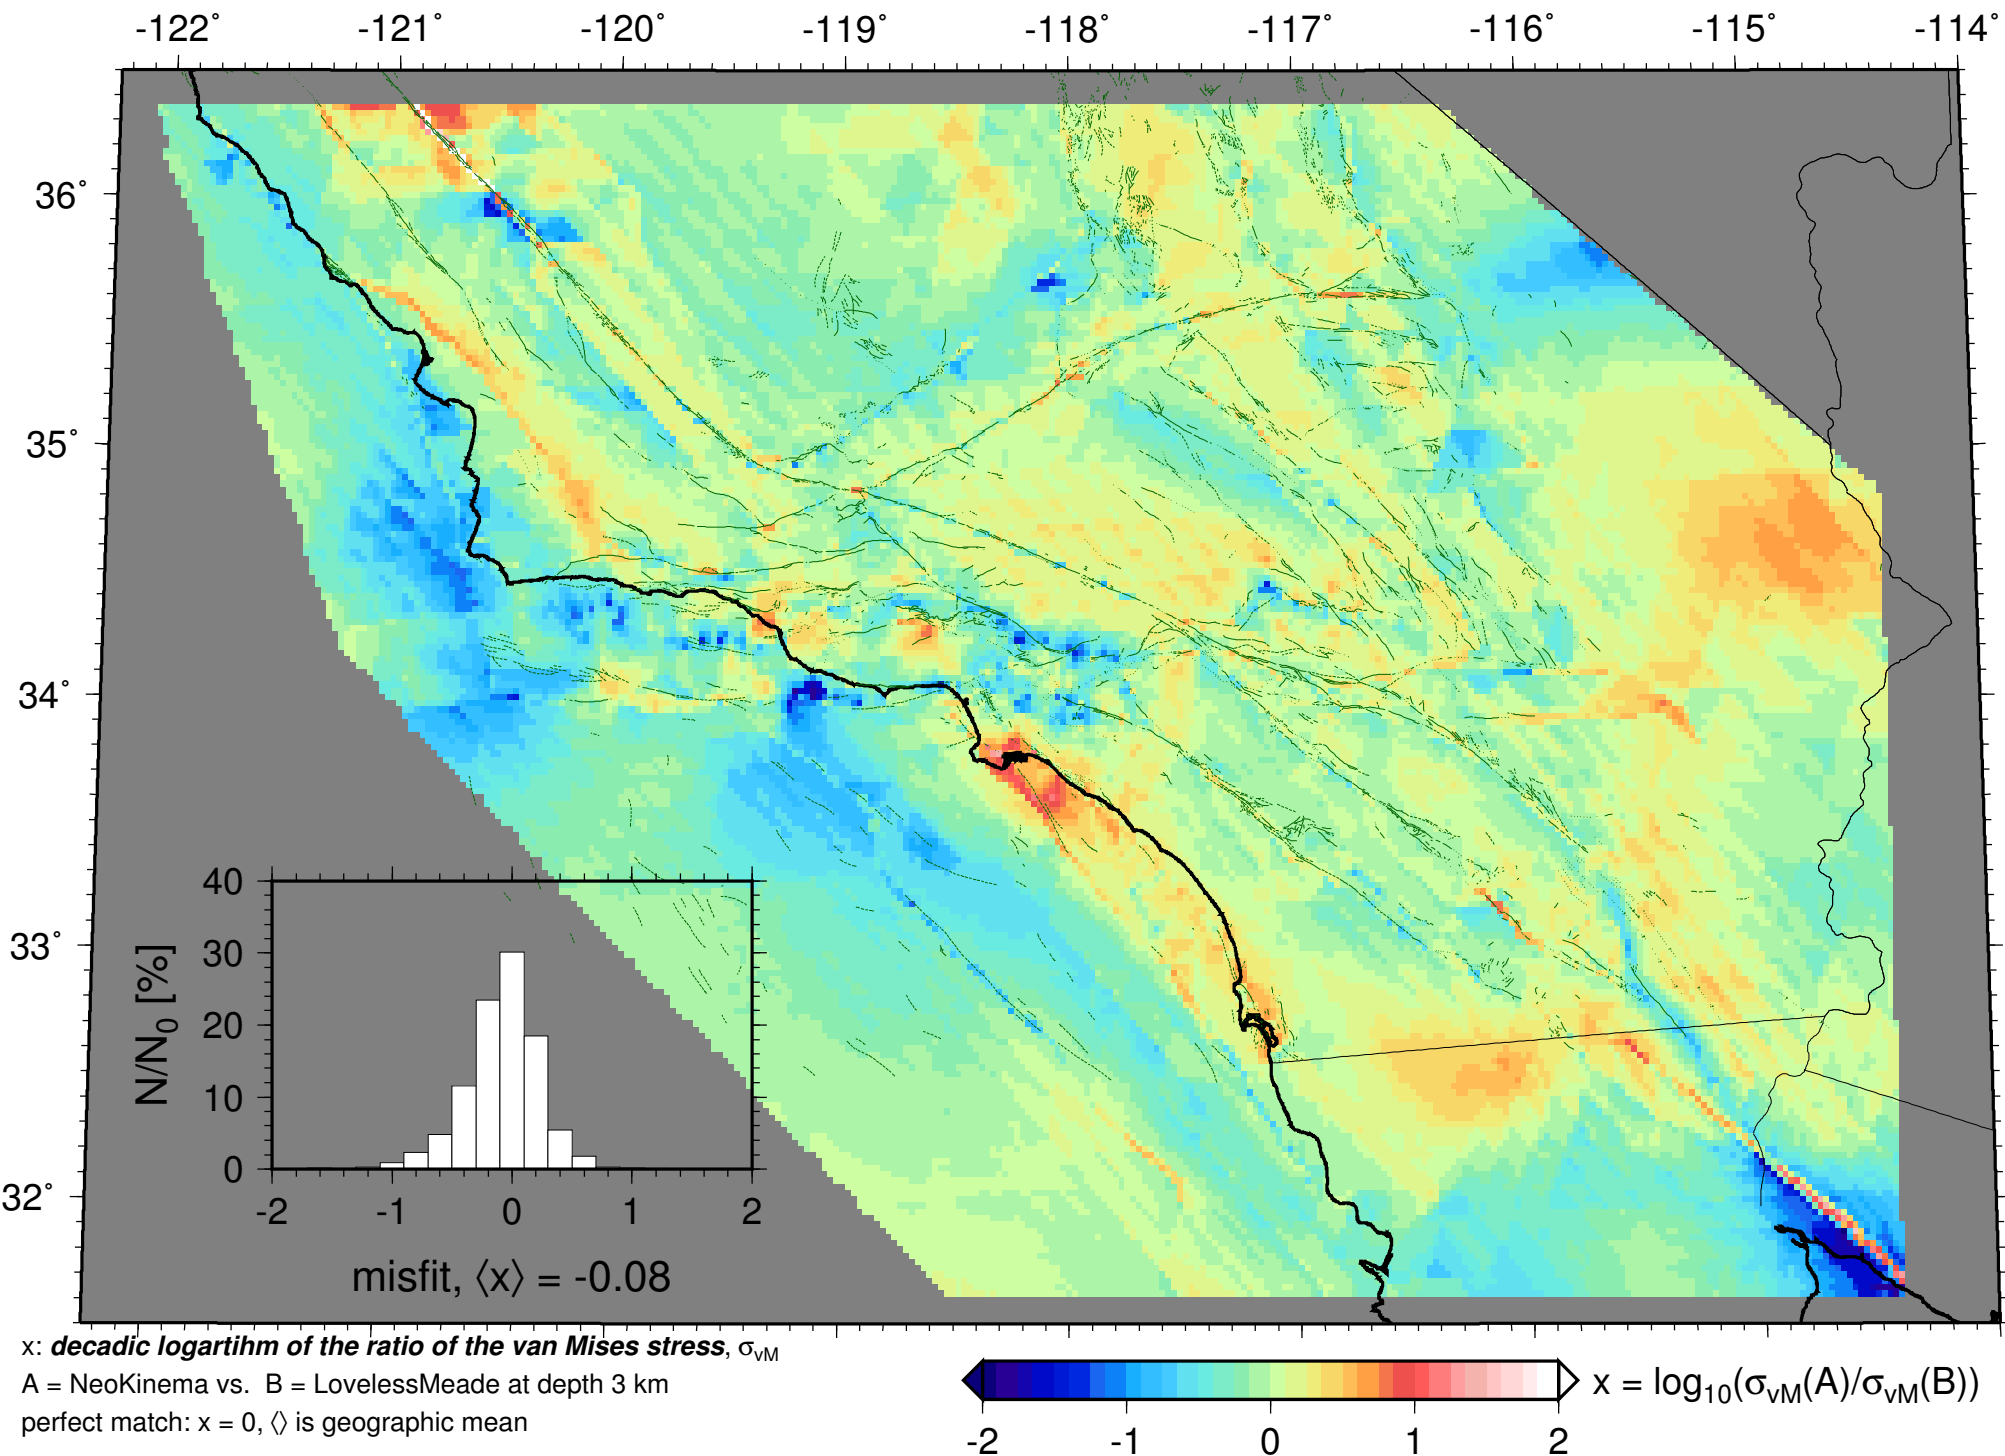 -122° -121° -120° -119° -118° -117° -116° -115° -114°
36°
35°
34°
33°
32°
40
30
20
10
0
N/N0 [%]
-2 -1 0 1 2
misfit, ⟨x⟩ = -0.08
x: decadic logartihm of the ratio of the van Mises stress, σvM
A = NeoKinema vs. B = LovelessMeade at depth 3 km
perfect match: x = 0, ⟨⟩ is geographic mean
x = log10(σvM(A)/σvM(B))
-2 -1 0 1 2